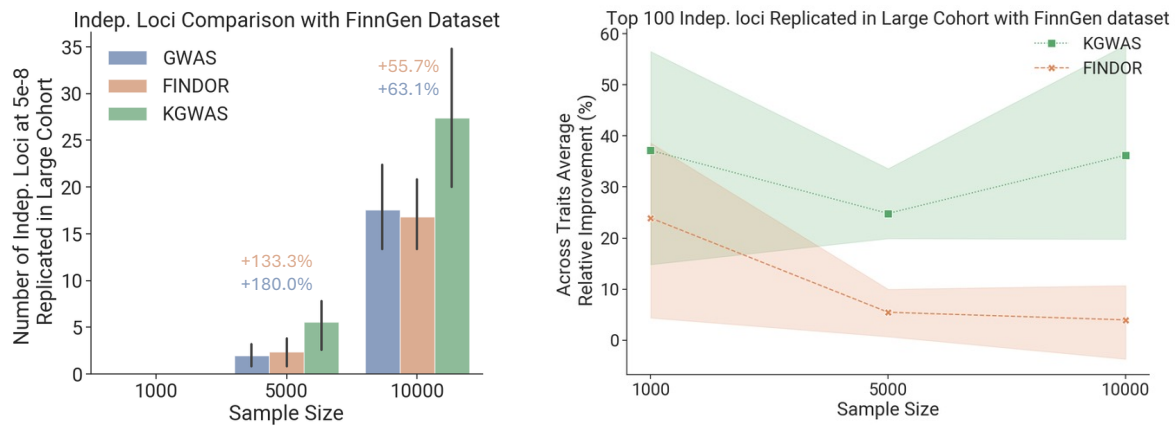 Indep. Loci Comparison with FinnGen Dataset
Number of Indep. Loci at 5e-8
Replicated in Large Cohort
35
30
25
20
15
10
5
0
GWAS
FINDOR
KGWAS
+55.7%
+63.1%
+133.3%
+180.0%
1000
5000
10000
Sample Size
Top 100 Indep. loci Replicated in Large Cohort with FinnGen dataset
Across Traits Average
Relative Improvement (%)
60
50
40
30
20
10
0
KGWAS
FINDOR
1000
5000
10000
Sample Size